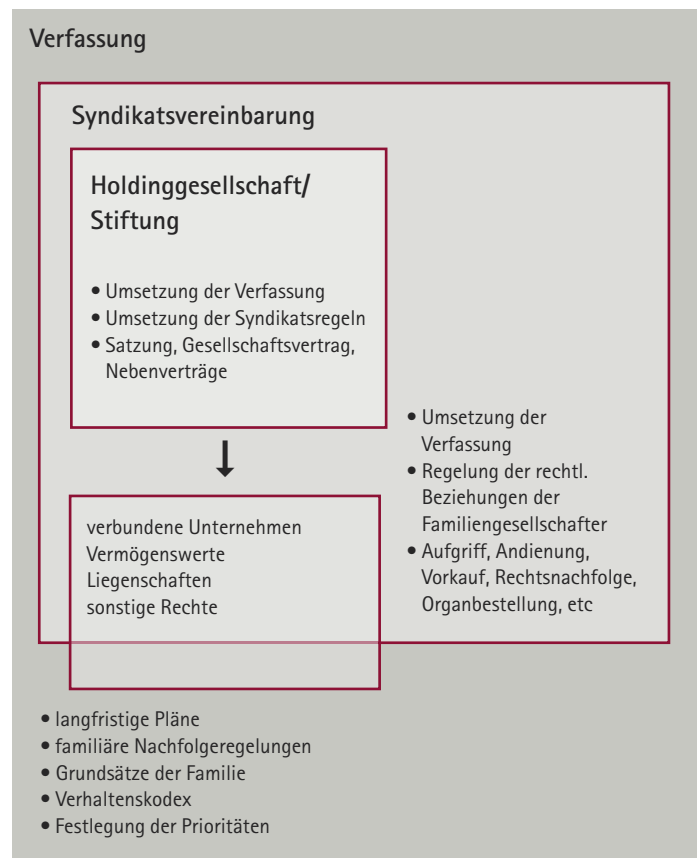 Verfassung
Syndikatsvereinbarung
Holdinggesellschaft/
Stiftung
• Umsetzung der Verfassung
• Umsetzung der Syndikatsregeln
• Satzung, Gesellschaftsvertrag,
Nebenverträge
verbundene Unternehmen
Vermögenswerte
Liegenschaften
sonstige Rechte
• Umsetzung der
Verfassung
• Regelung der rechtl.
Beziehungen der
Familiengesellschafter
• Aufgriff, Andienung,
Vorkauf, Rechtsnachfolge,
Organbestellung, etc
• langfristige Pläne
• familiäre Nachfolgeregelungen
• Grundsätze der Familie
• Verhaltenskodex
• Festlegung der Prioritäten